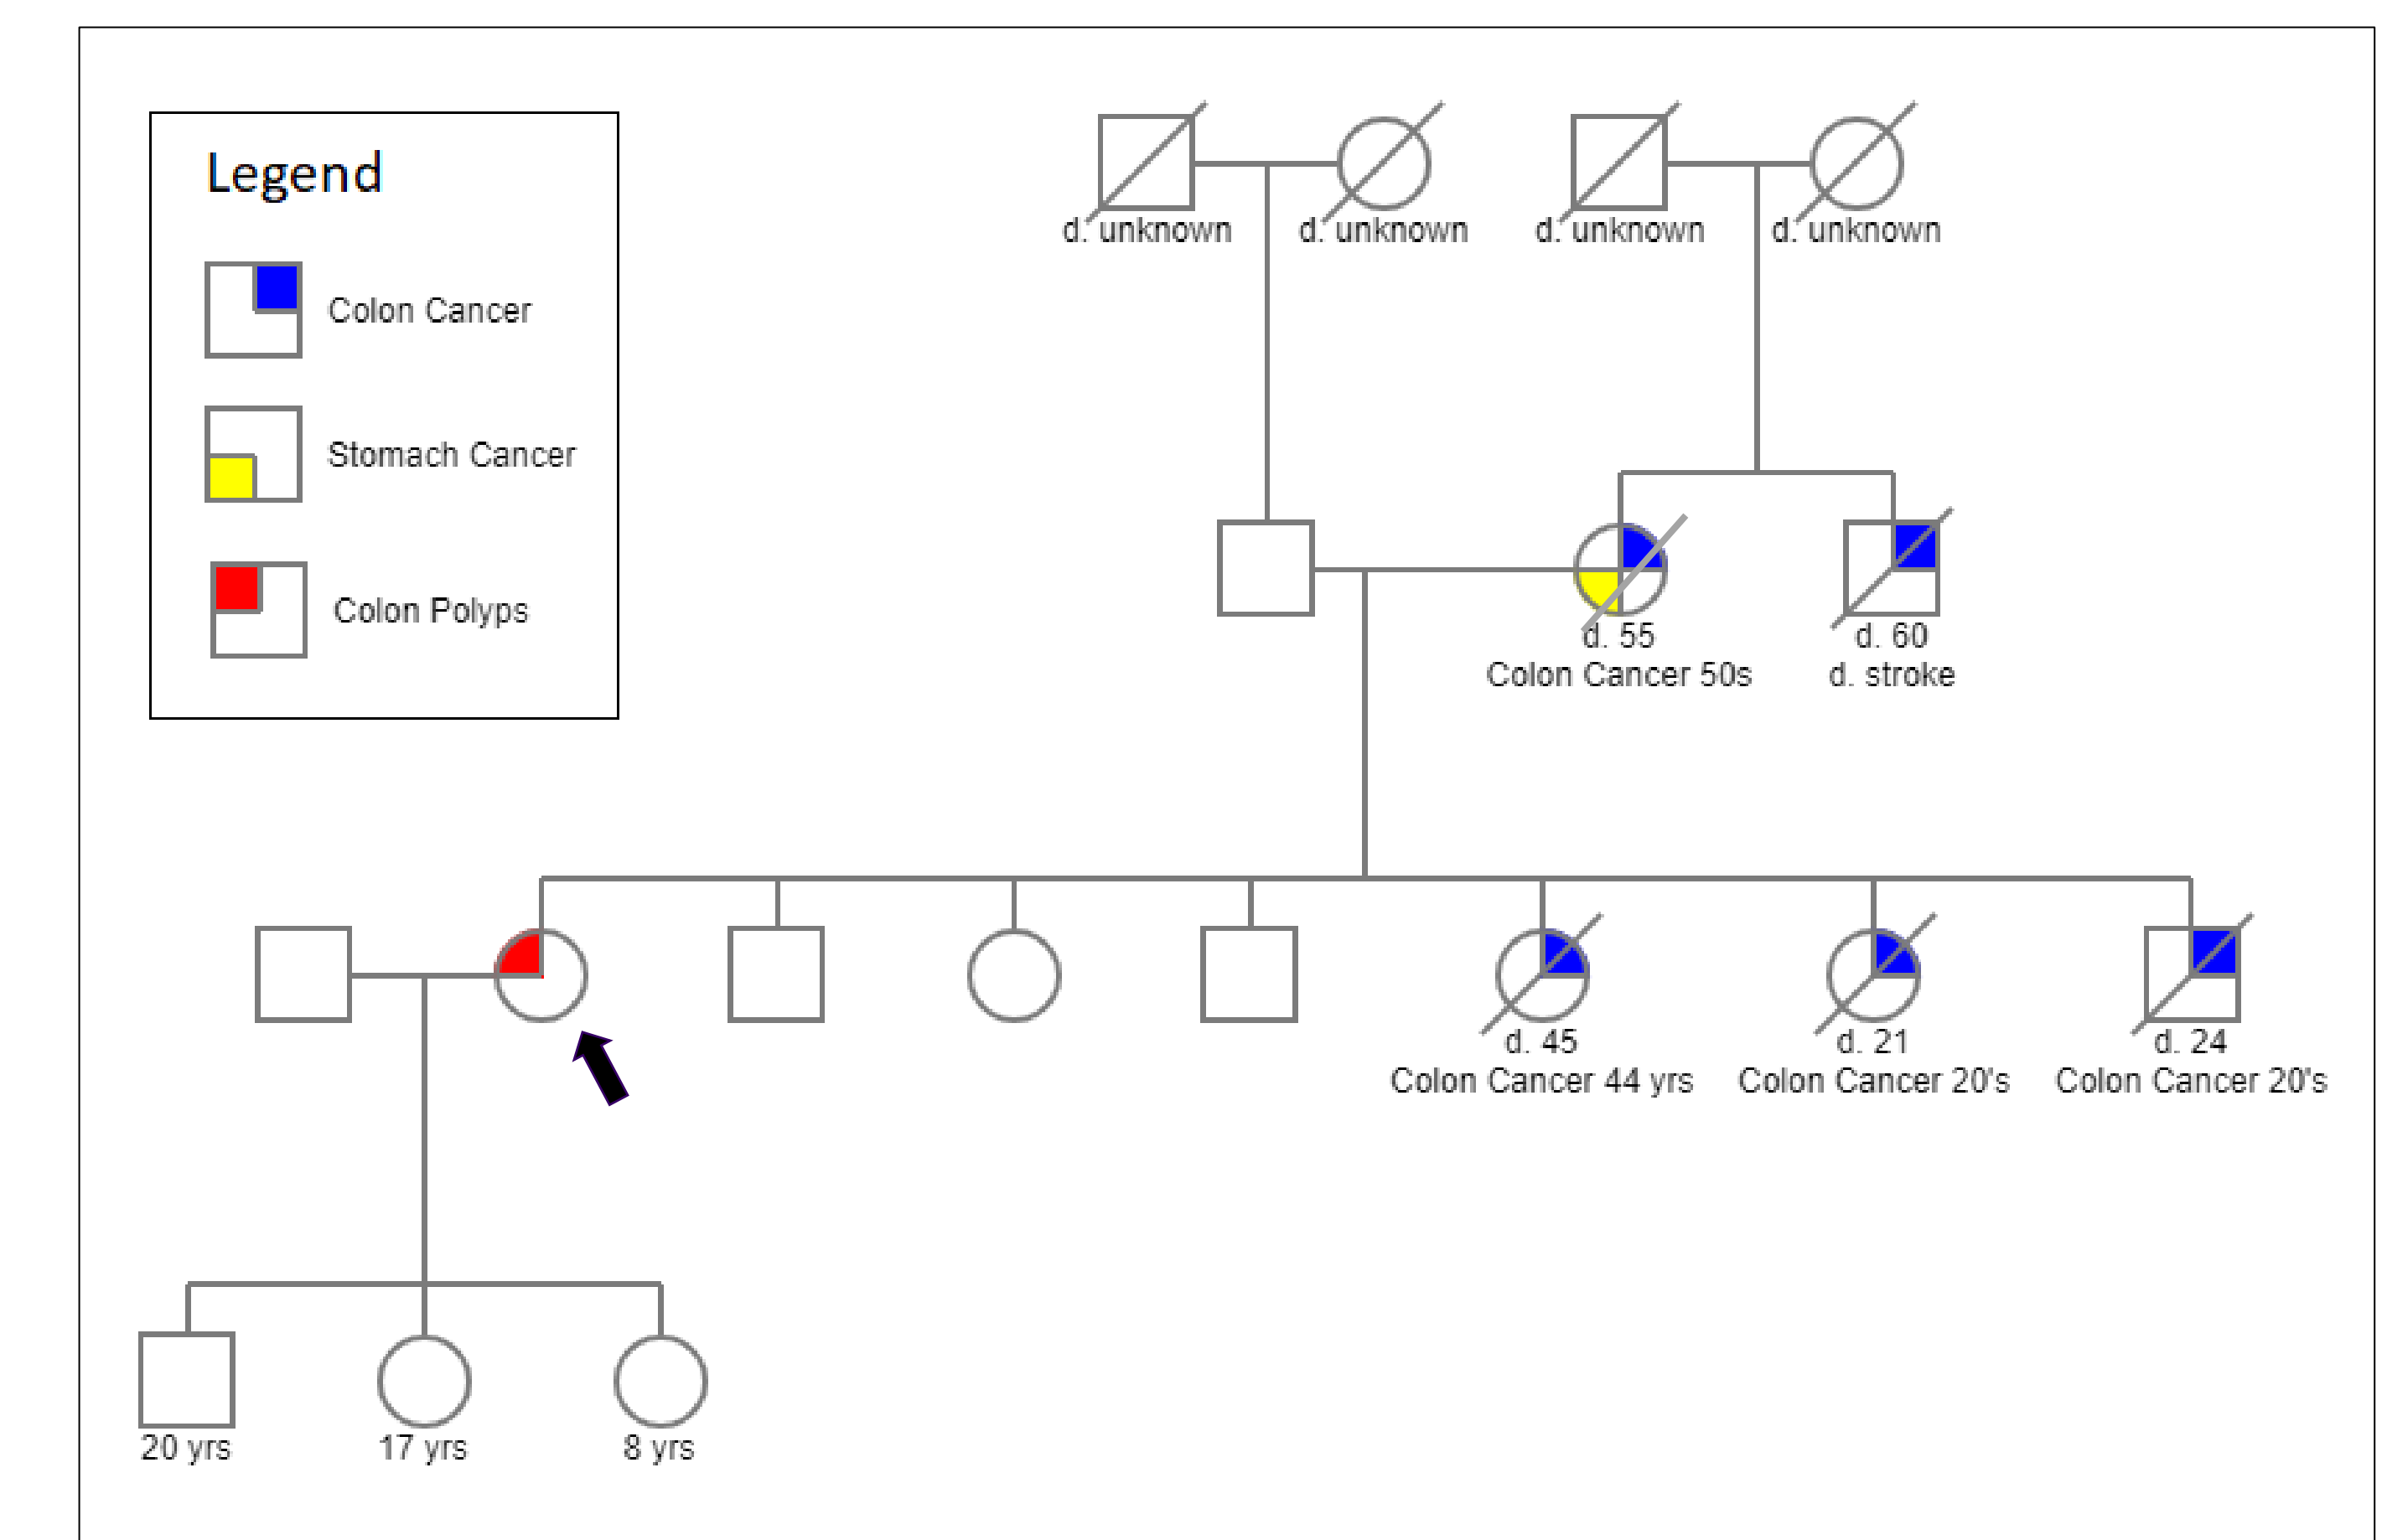 Legend
Colon Cancer
Stomach Cancer
Colon Polyps
d. unknown
d. unknown
d. unknown
d. unknown
d. 55
Colon Cancer 50s
d. 60
d. stroke
d. 45
Colon Cancer 44 yrs
d. 21
Colon Cancer 20's
d. 24
Colon Cancer 20's
20 yrs
17 yrs
8 yrs